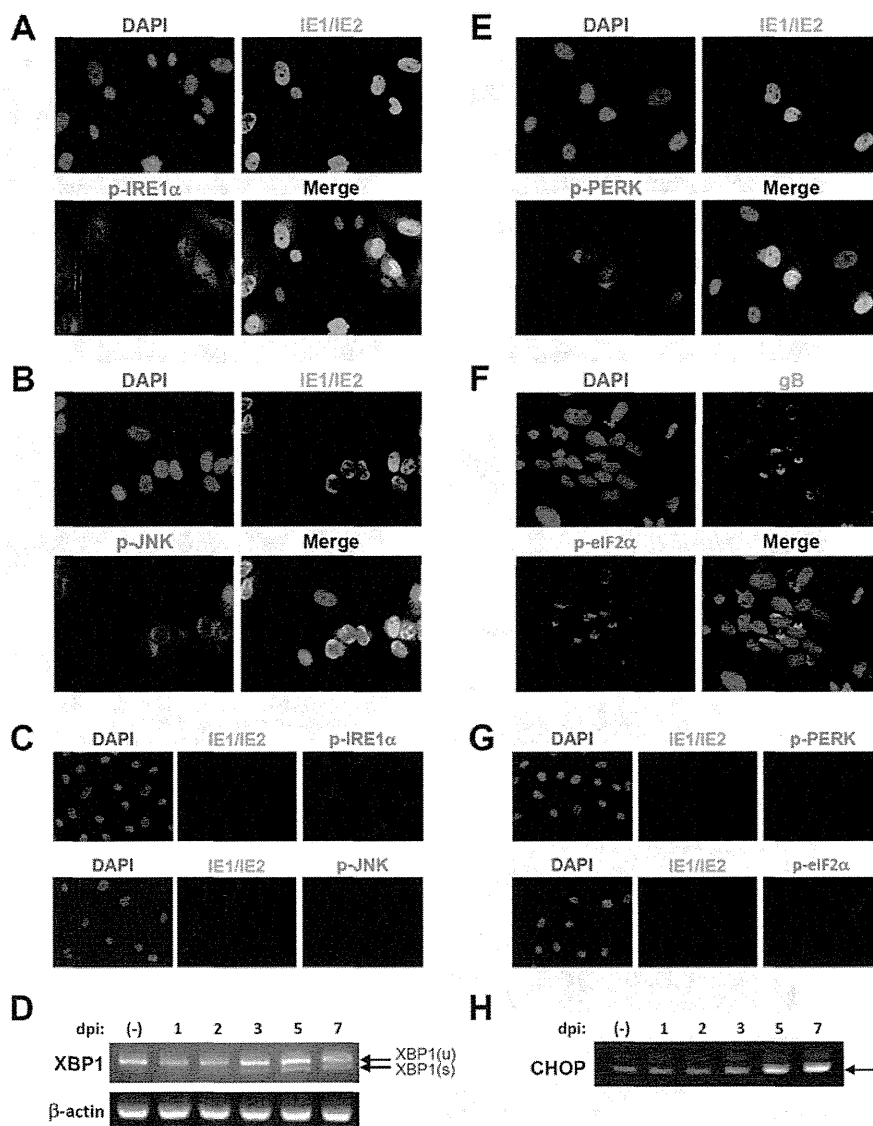 A
DAPI IE1/IE2
p-IRE1α Merge
B
DAPI IE1/IE2
p-JNK Merge
C
DAPI IE1/IE2 p-IRE1α
DAPI IE1/IE2 p-JNK
D
dpi: (-) 1 2 3 5 7
XBP1 XBP1(u)
XBP1(s)
β-actin
E
DAPI IE1/IE2
p-PERK Merge
F
DAPI gB
p-eIF2α Merge
G
DAPI IE1/IE2 p-PERK
DAPI IE1/IE2 p-eIF2α
H
dpi: (-) 1 2 3 5 7
CHOP